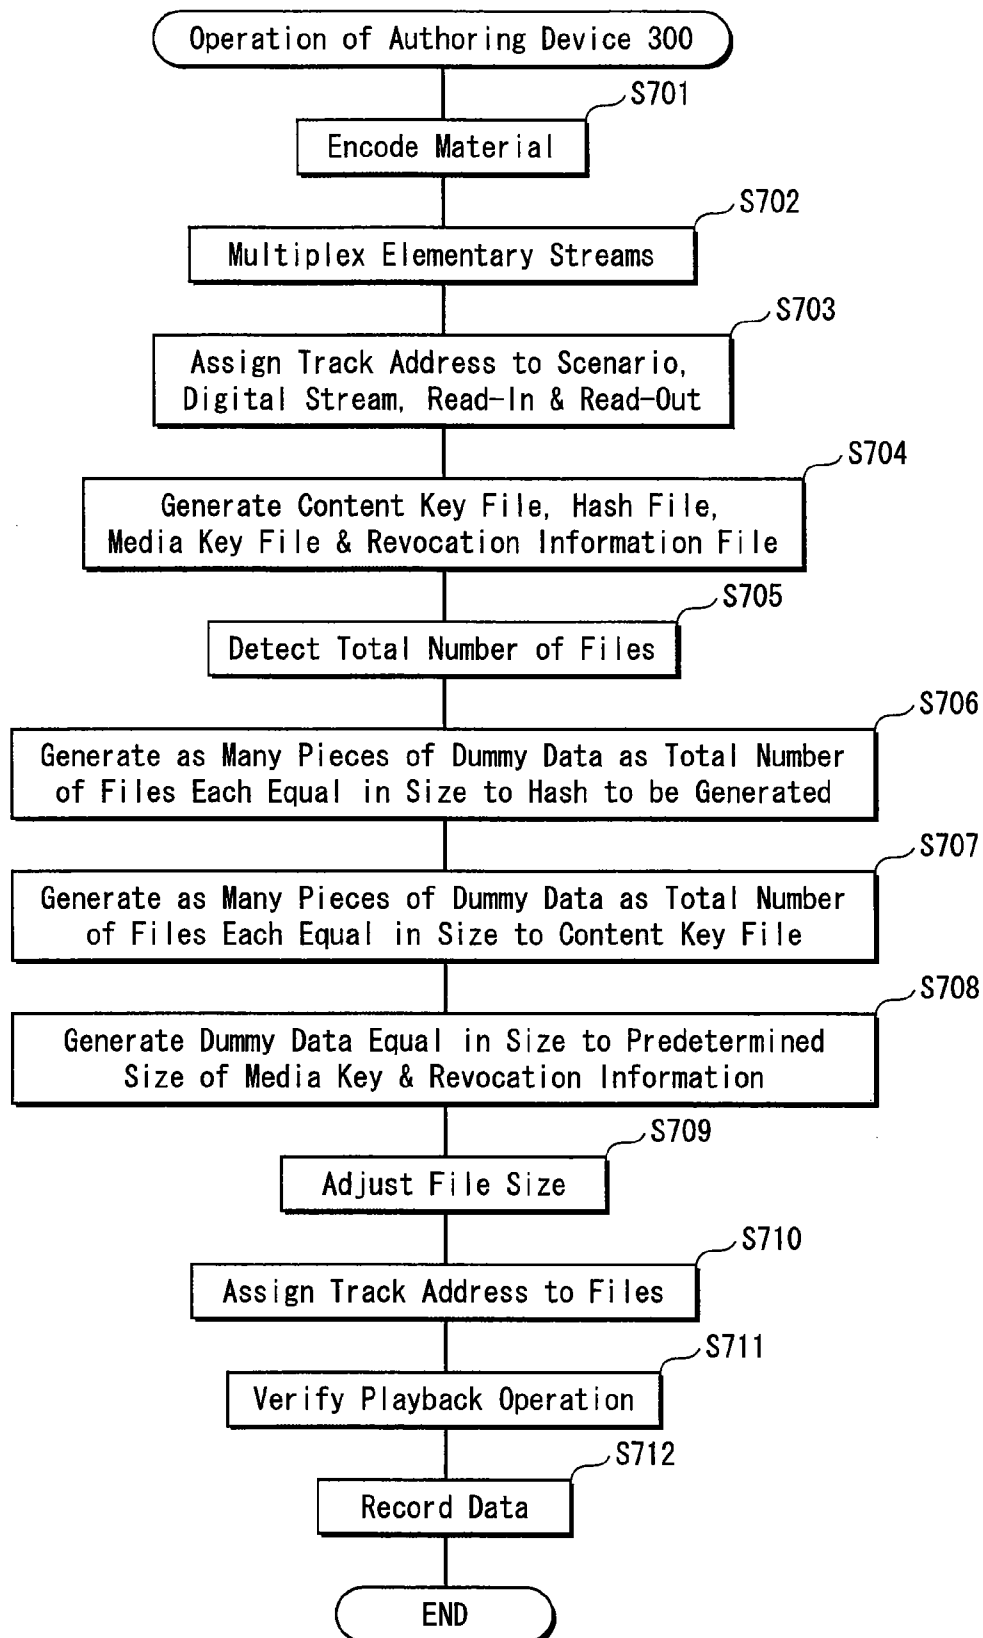 Operation of Authoring Device 300
S701
Encode Material
S702
Multiplex Elementary Streams
S703
Assign Track Address to Scenario,
Digital Stream, Read-In & Read-Out
S704
Generate Content Key File, Hash File,
Media Key File & Revocation Information File
S705
Detect Total Number of Files
S706
Generate as Many Pieces of Dummy Data as Total Number
of Files Each Equal in Size to Hash to be Generated
S707
Generate as Many Pieces of Dummy Data as Total Number
of Files Each Equal in Size to Content Key File
S708
Generate Dummy Data Equal in Size to Predetermined
Size of Media Key & Revocation Information
S709
Adjust File Size
S710
Assign Track Address to Files
S711
Verify Playback Operation
S712
Record Data
END